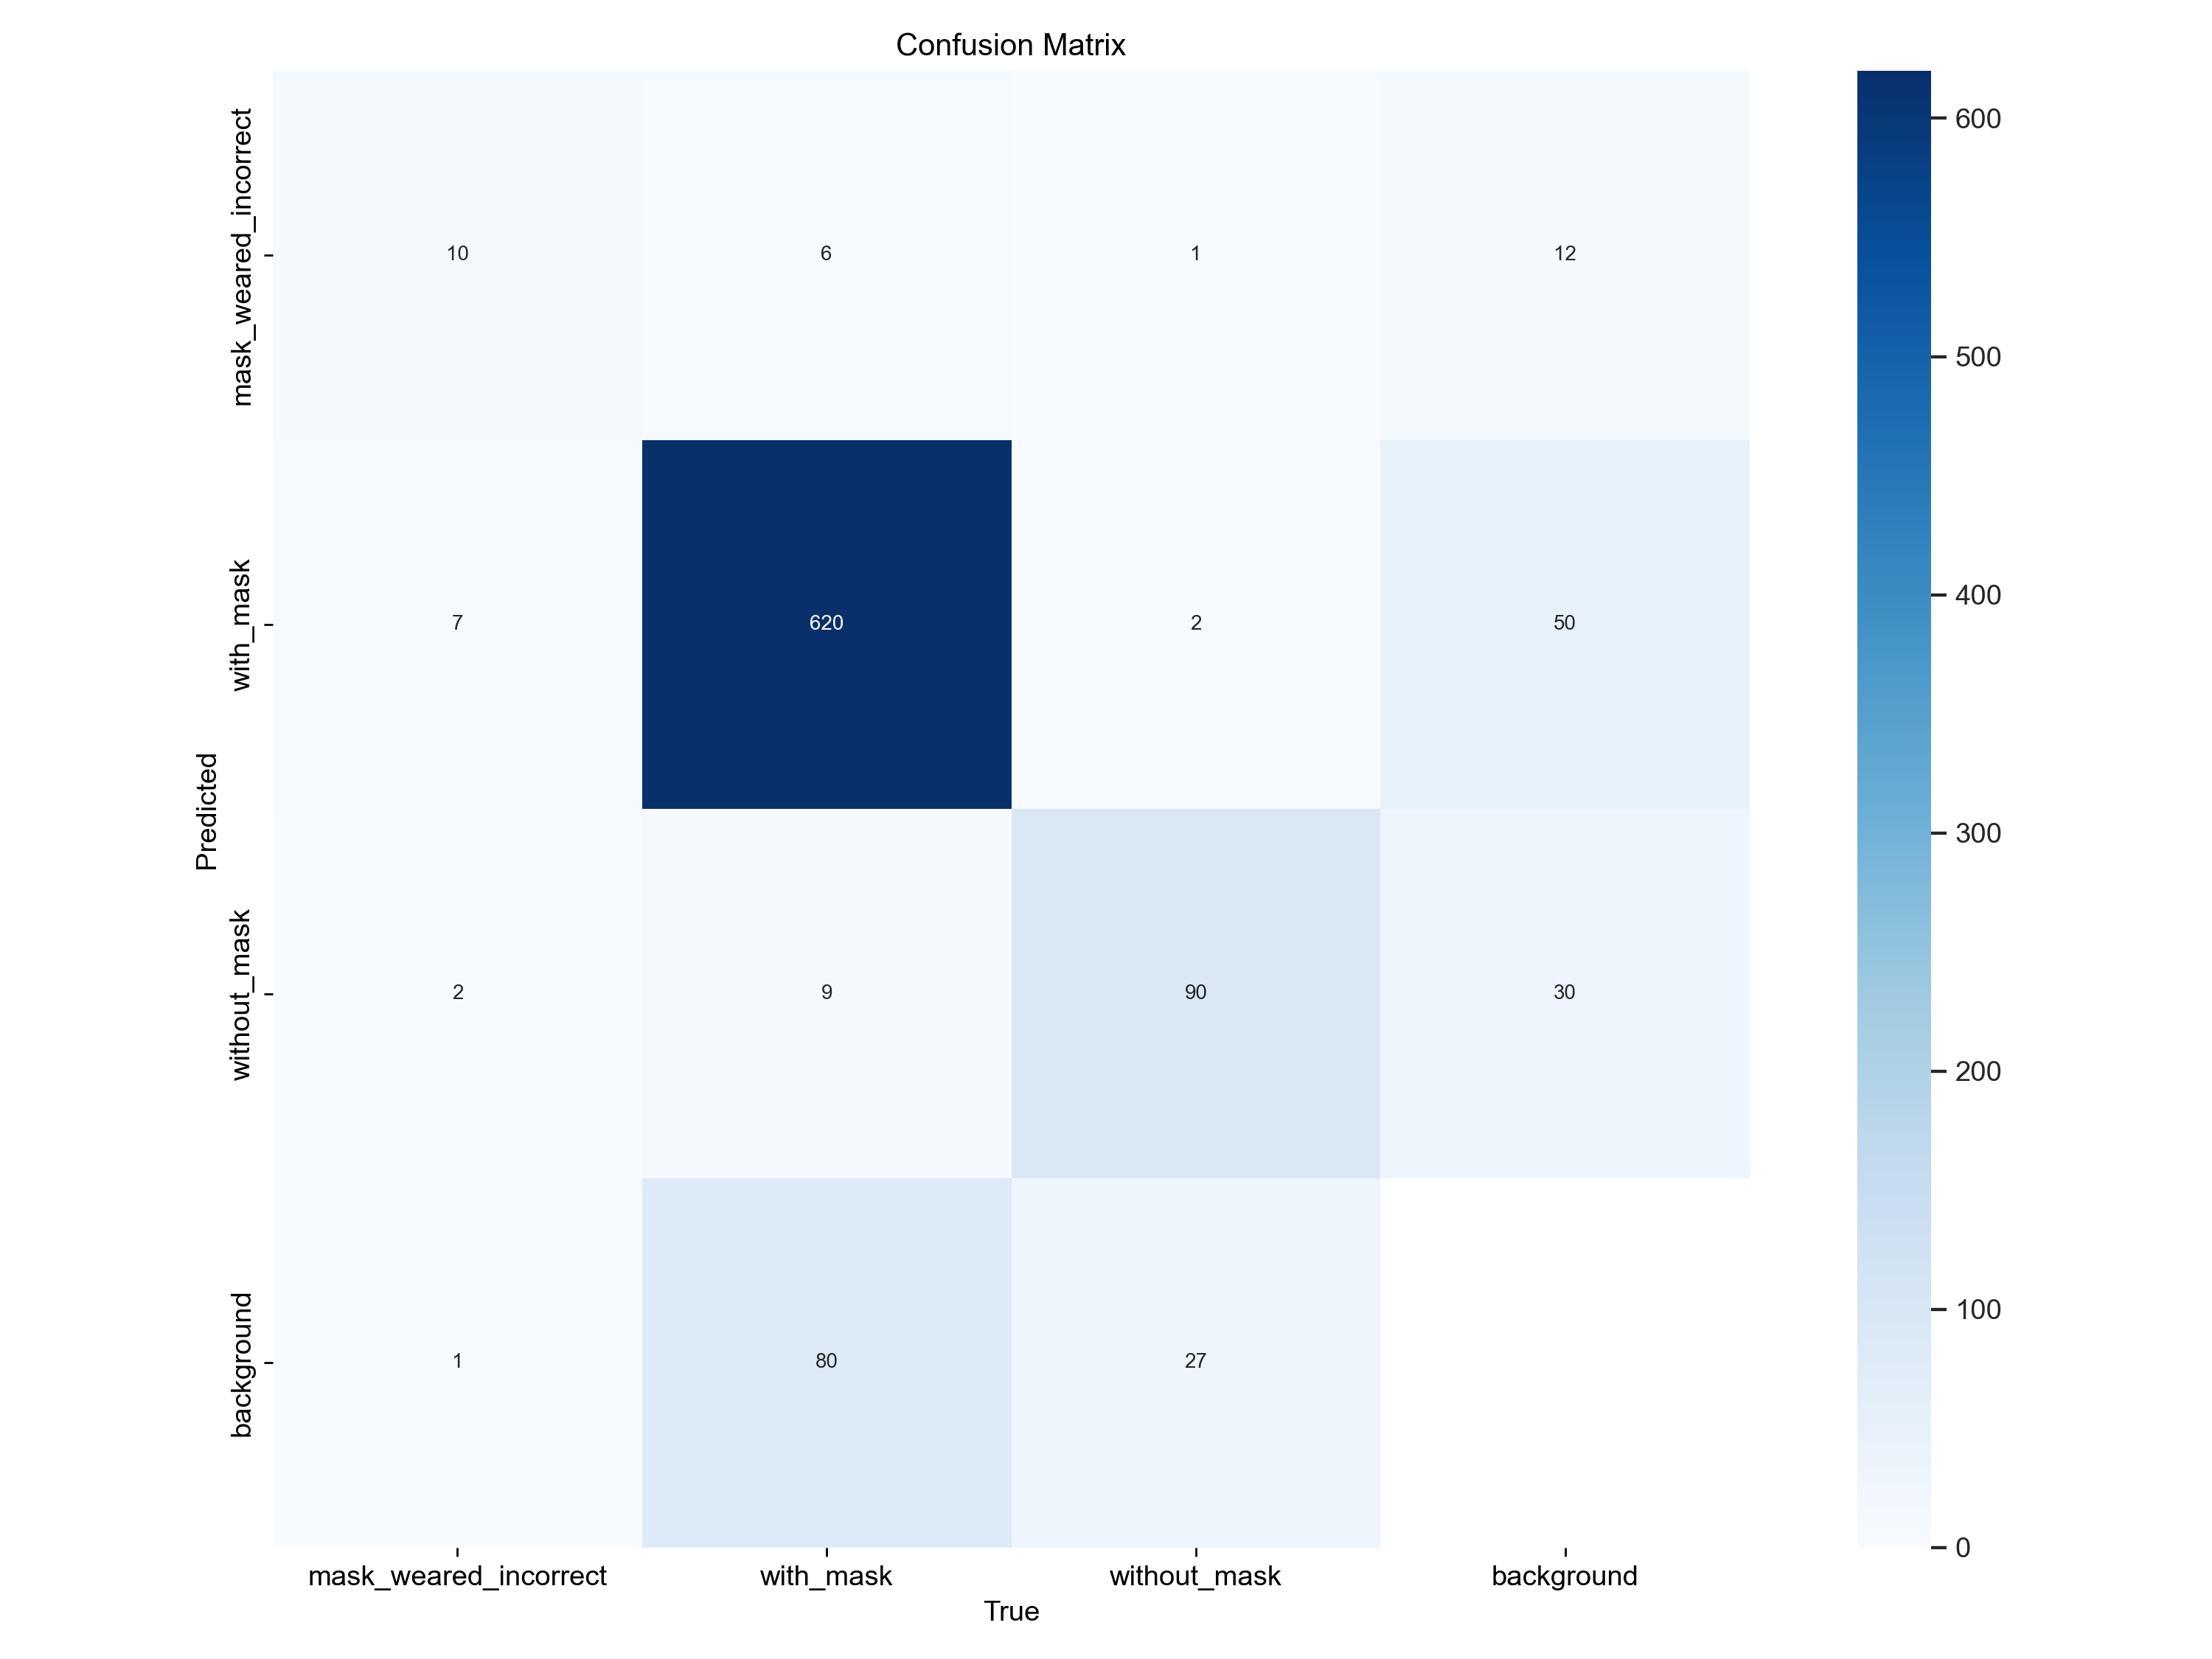 Confusion Matrix
mask_weared_incorrect
10 6 1 12
with_mask
7 620 2 50
without_mask
2 9 90 30
background
1 80 27
Predicted
mask_weared_incorrect with_mask without_mask background
True
600
500
400
300
200
100
0